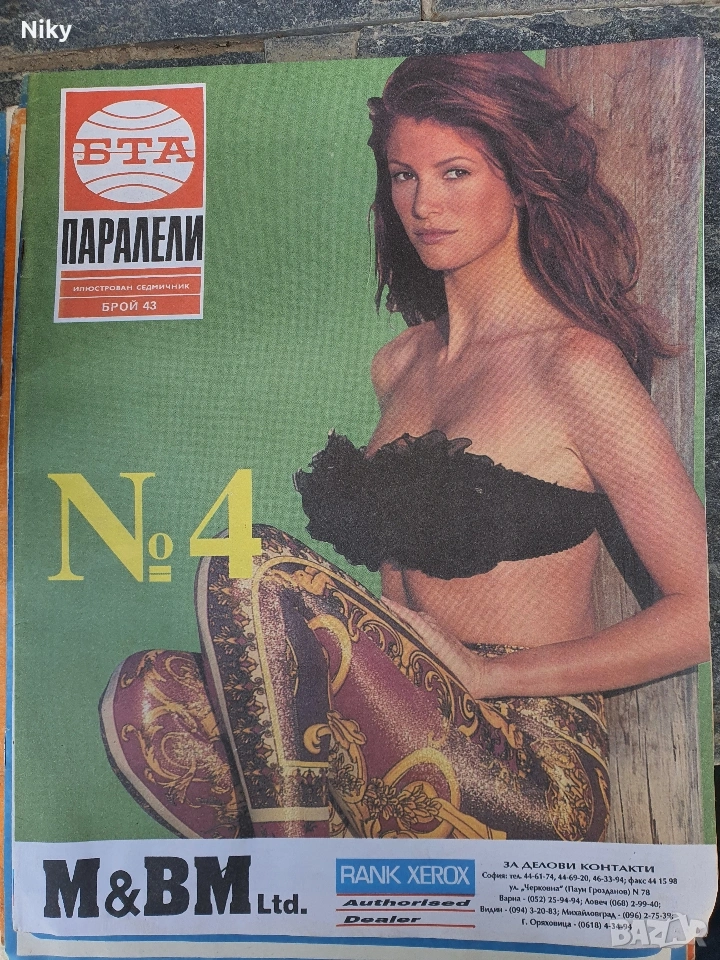 Niky
БТА
ПАРАЛЕЛИ
ИЛЮСТРОВАН СЕДМИЧНИК
БРОЙ 43
№4
M&BM Ltd.
RANK XEROX
Authorised
Dealer
ЗА ДЕЛОВИ КОНТАКТИ
София: тел. 44-61-74, 44-69-20, 46-33-94; факс 44 15 98
ул. „Черковна" (Паун Грозданов) N 78
Варна - (052) 25-94-94; Ловеч (068) 2-99-40;
Видин - (094) 3-20-83; Михайловград - (096) 2-75-39;
Г. Оряховица - (0618) 4-34-94
BAZAR